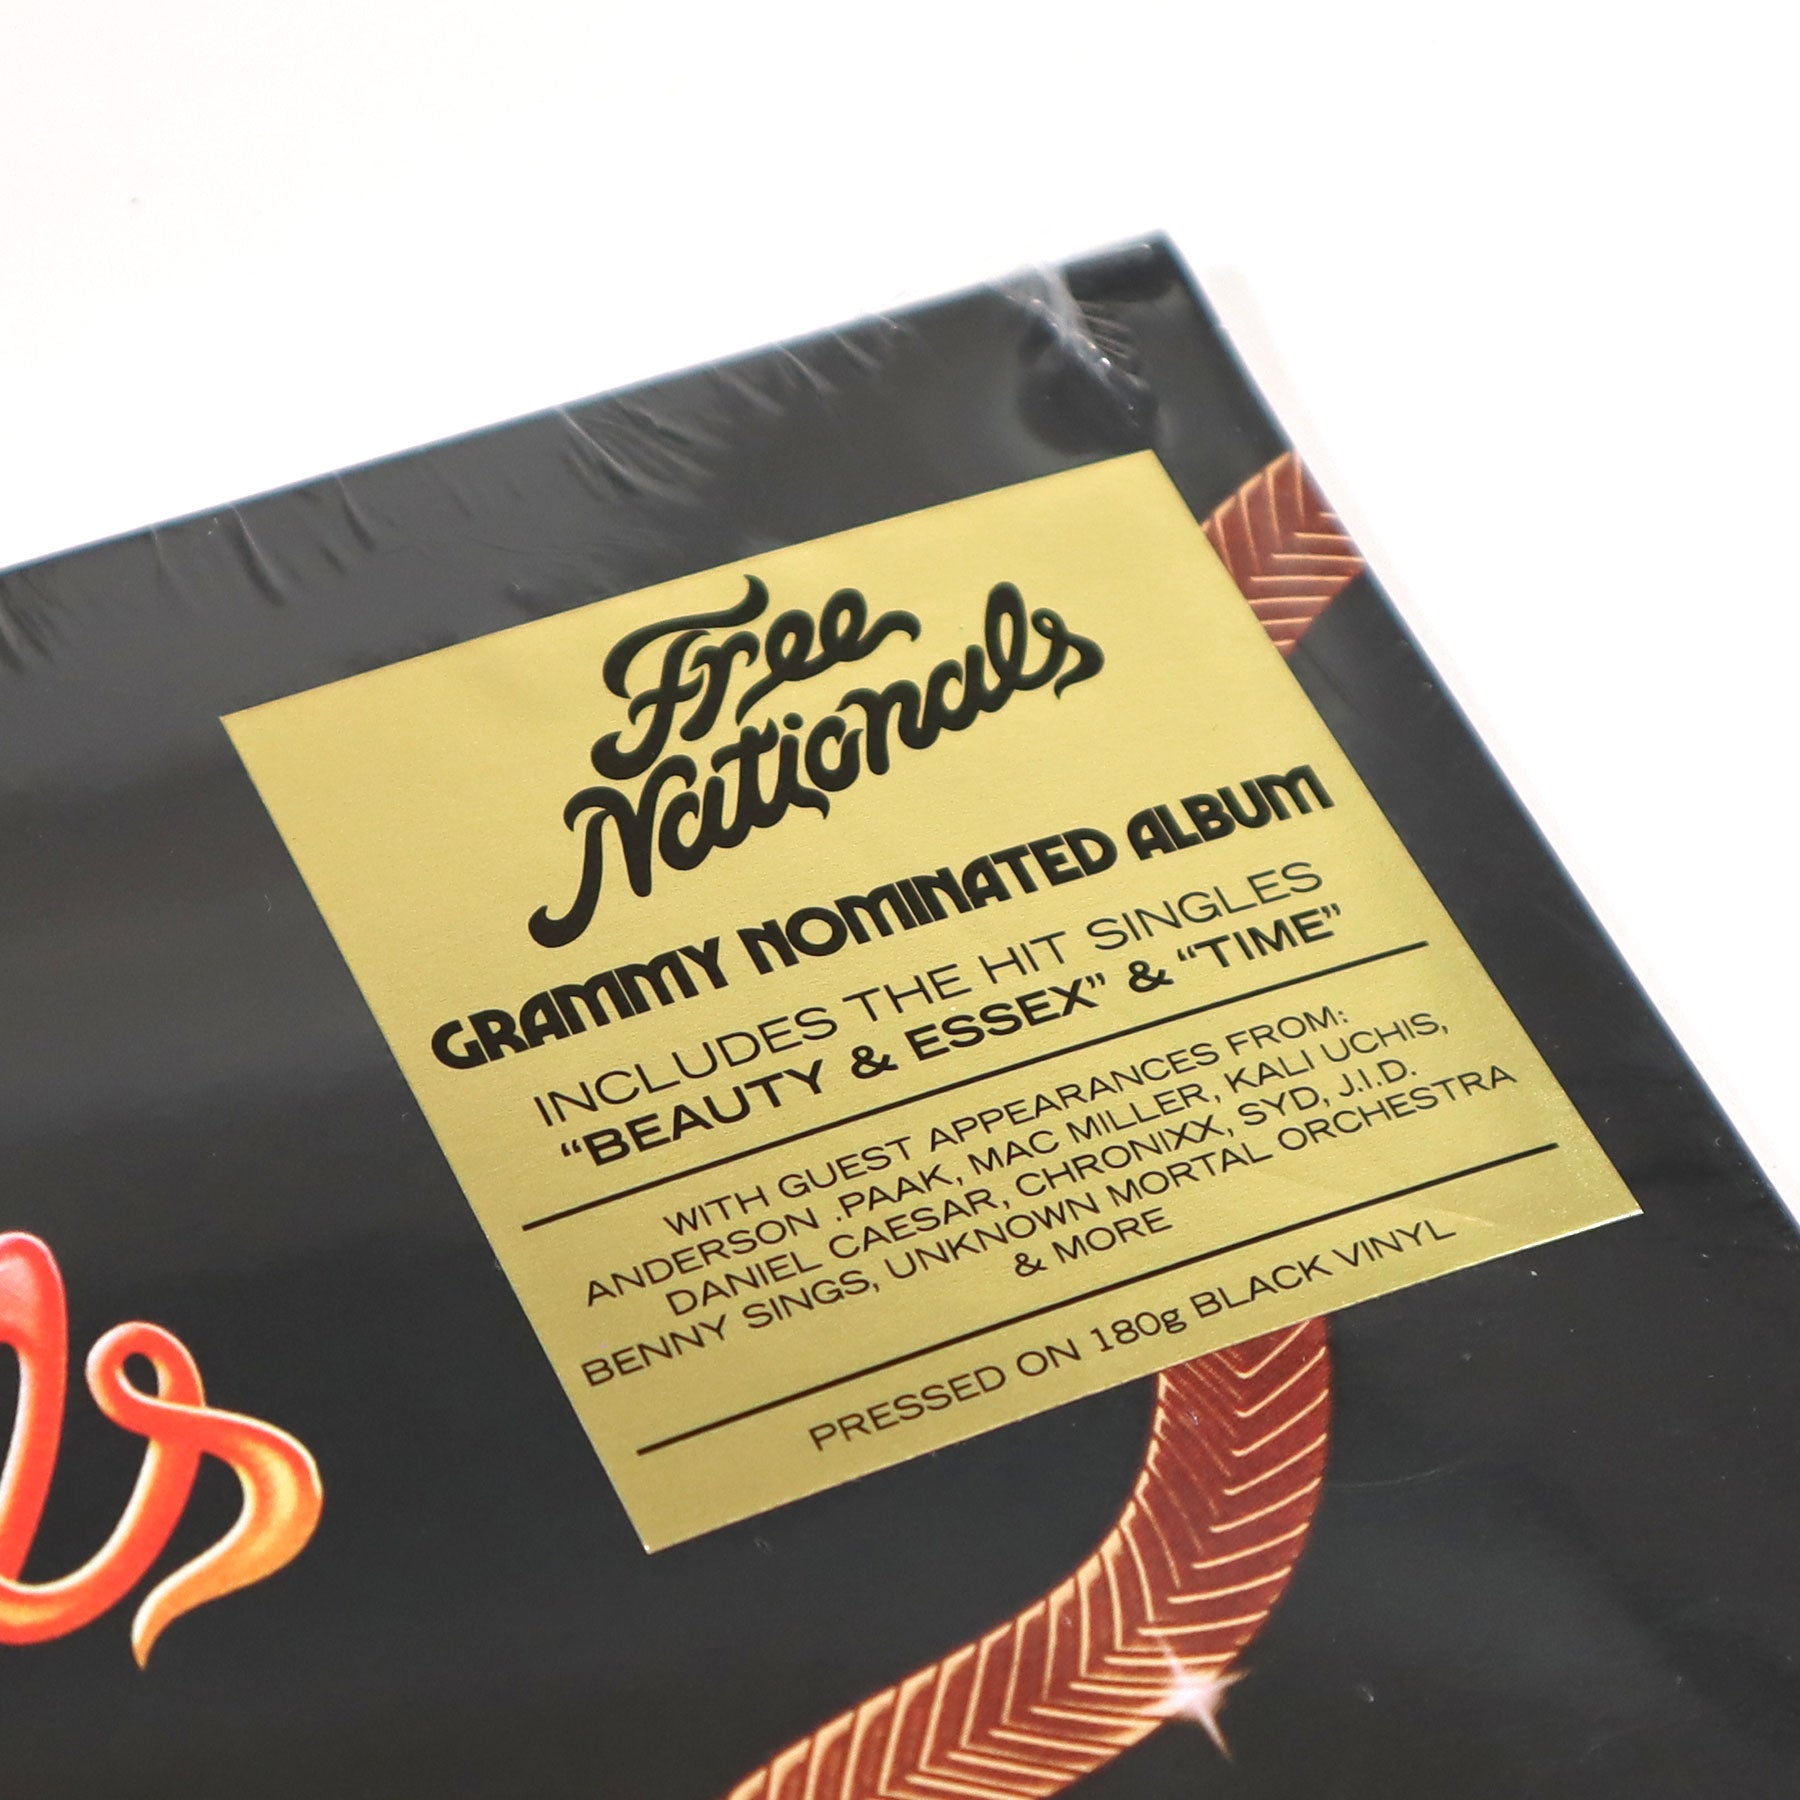 Free
Nationals
GRAMMY NOMINATED ALBUM
INCLUDES THE HIT SINGLES
“BEAUTY & ESSEX” & “TIME”
WITH GUEST APPEARANCES FROM:
ANDERSON .PAAK, MAC MILLER, KALI UCHIS,
DANIEL CAESAR, CHRONIXX, SYD, J.I.D.
BENNY SINGS, UNKNOWN MORTAL ORCHESTRA
& MORE
PRESSED ON 180g BLACK VINYL
ls